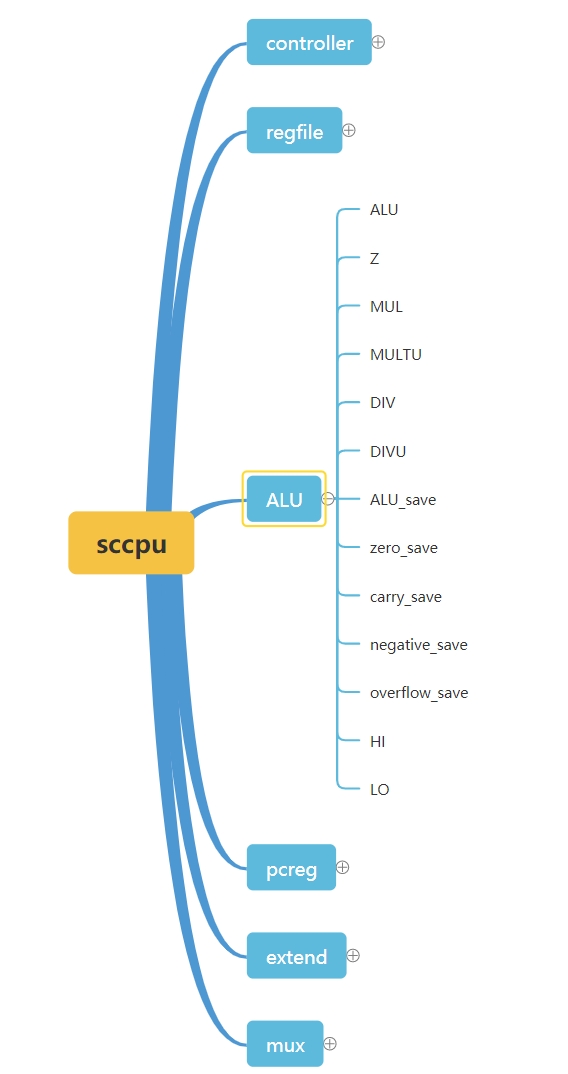 controller
regfile
ALU
Z
MUL
MULTU
DIV
DIVU
ALU
ALU_save
sccpu
zero_save
carry_save
negative_save
overflow_save
HI
LO
pcreg
extend
mux